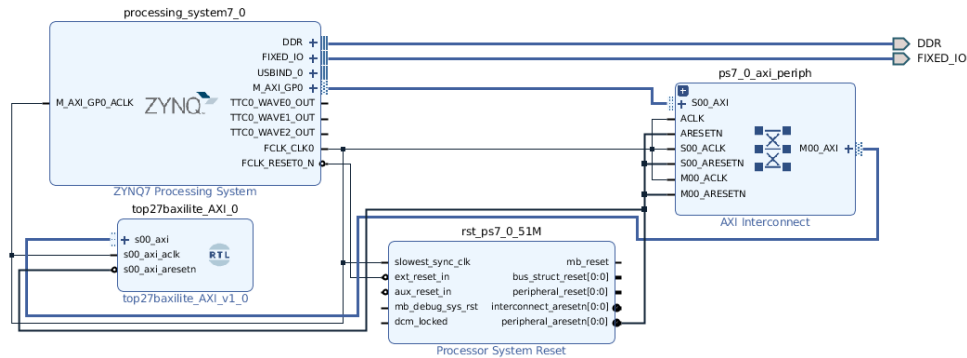 processing_system7_0
DDR
FIXED_IO
USBIND_0
M_AXI_GP0
M_AXI_GP0_ACLK
ZYNQ
TTC0_WAVE0_OUT
TTC0_WAVE1_OUT
TTC0_WAVE2_OUT
FCLK_CLK0
FCLK_RESET0_N
ZYNQ7 Processing System
DDR
FIXED_IO
ps7_0_axi_periph
S00_AXI
ACLK
ARESETN
S00_ACLK
S00_ARESETN
M00_ACLK
M00_ARESETN
M00_AXI
AXI Interconnect
top27baxilite_AXI_0
s00_axi
s00_axi_aclk
s00_axi_aresetn
RTL
top27baxilite_AXI_v1_0
rst_ps7_0_51M
slowest_sync_clk
ext_reset_in
aux_reset_in
mb_debug_sys_rst
dcm_locked
mb_reset
bus_struct_reset[0:0]
peripheral_reset[0:0]
interconnect_aresetn[0:0]
peripheral_aresetn[0:0]
Processor System Reset